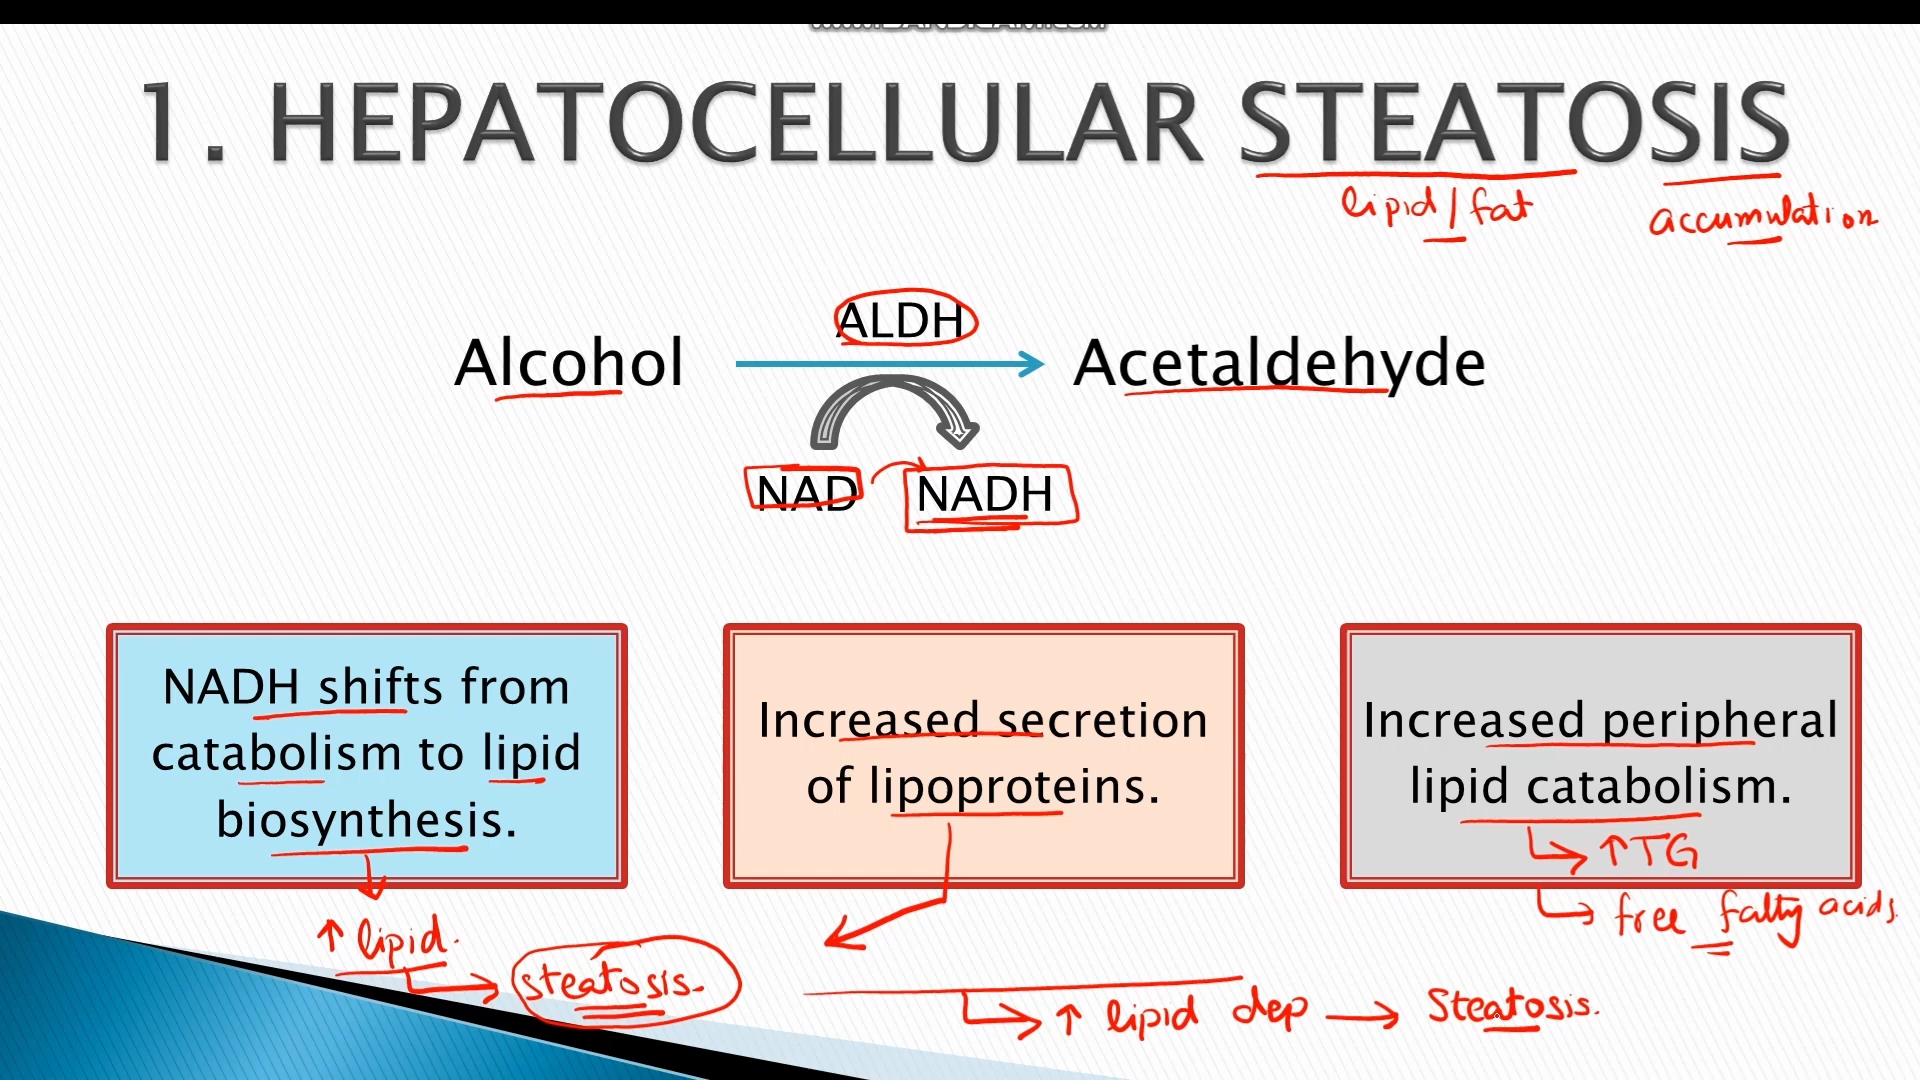 1. HEPATOCELLULAR STEATOSIS
lipid/fat
accumulation
ALDH
Alcohol
Acetaldehyde
NAD
NADH
NADH shifts from
catabolism to lipid
biosynthesis.
↑ lipid.
steatosis.
Increased secretion
of lipoproteins.
Increased peripheral
lipid catabolism.
↑TG
free fatty acids.
↑ lipid dep → Steatosis.